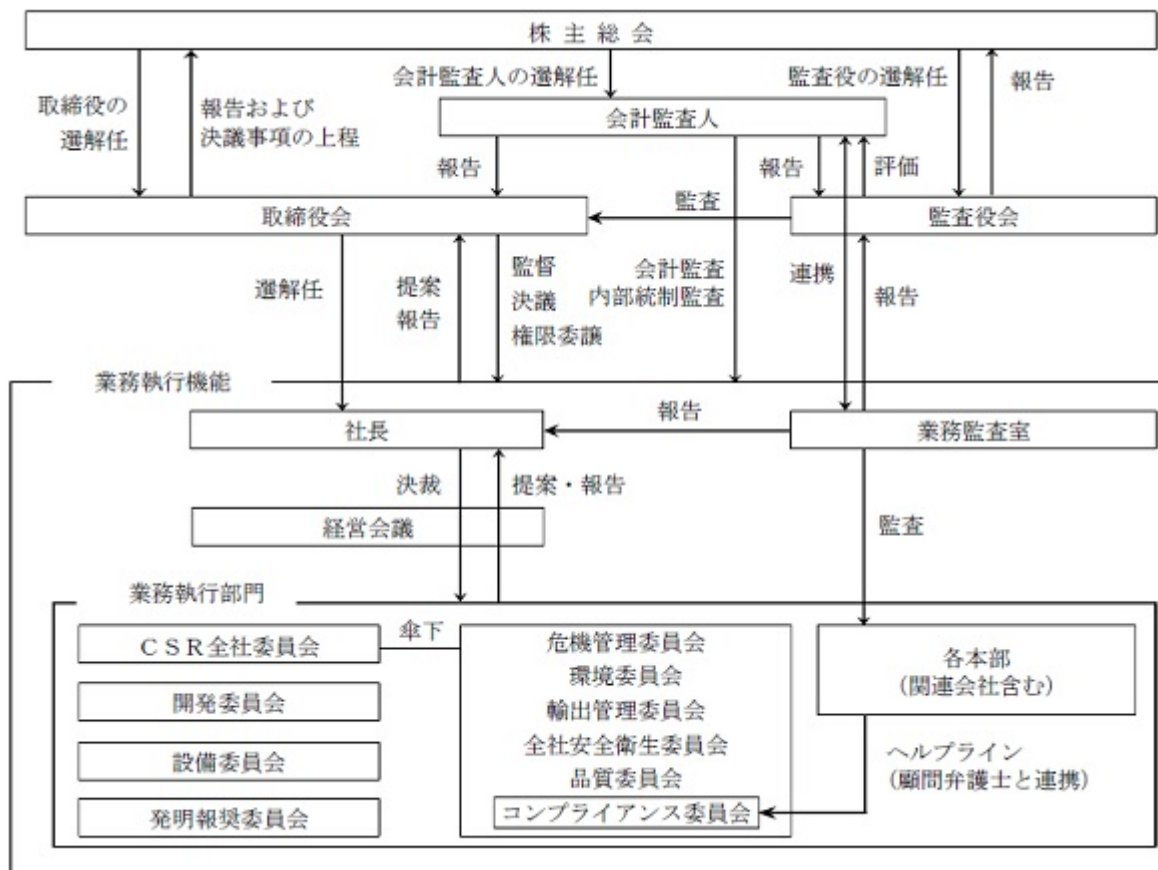 株主総会
会計監査人の選解任
監査役の選解任
報告
取締役の
選解任
報告および
決議事項の上程
会計監査人
報告
報告
評価
取締役会
監査
監査役会
選解任
提案
報告
監督
決議
権限委譲
会計監査
内部統制監査
連携
報告
業務執行機能
社長
報告
業務監査室
決裁
提案・報告
経営会議
監査
業務執行部門
CSR全社委員会
傘下
危機管理委員会
環境委員会
輸出管理委員会
全社安全衛生委員会
品質委員会
コンプライアンス委員会
各本部
(関連会社含む)
開発委員会
設備委員会
発明報奨委員会
ヘルプライン
(顧問弁護士と連携)